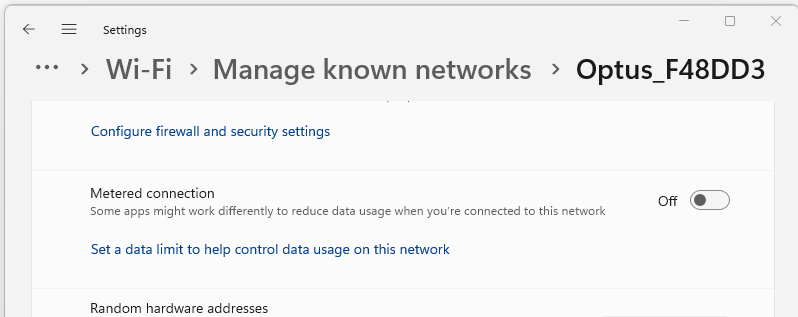 Settings
… > Wi-Fi > Manage known networks > Optus_F48DD3
Configure firewall and security settings
Metered connection
Off
Some apps might work differently to reduce data usage when you're connected to this network
Set a data limit to help control data usage on this network
Random hardware addresses